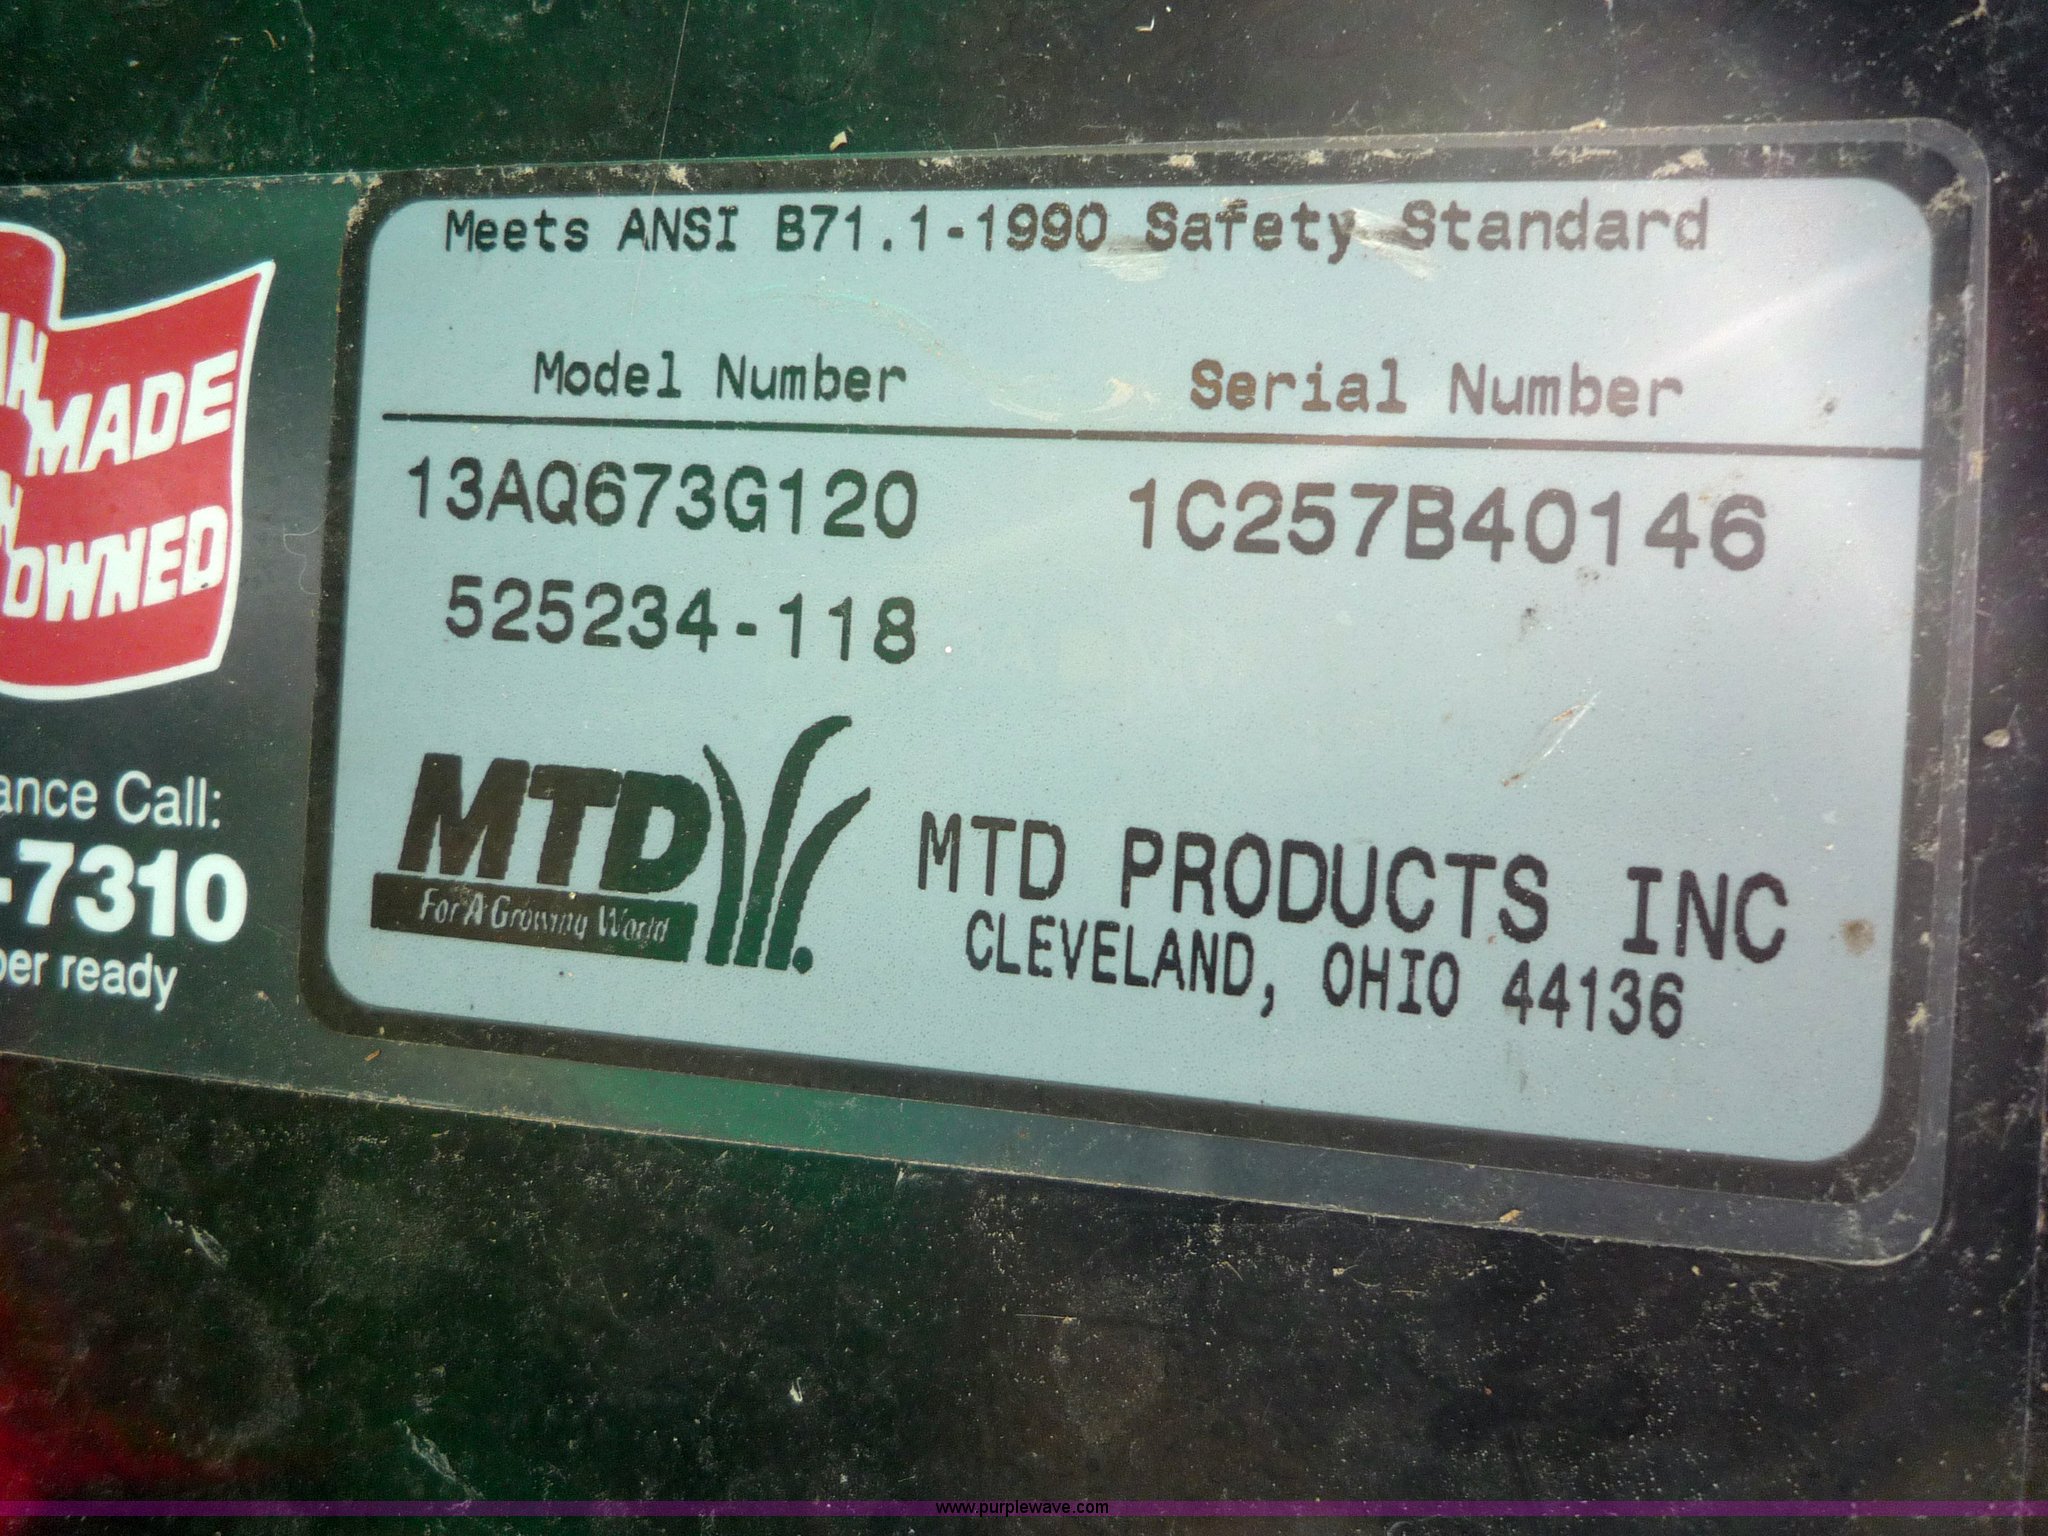 Meets ANSI B71.1-1990 Safety Standard
Model Number Serial Number
13AQ673G120 1C257B40146
525234-118
MTD
For A Growing World
MTD PRODUCTS INC
CLEVELAND, OHIO 44136
MADE
OWNED
ance Call:
-7310
per ready
www.purplewave.com